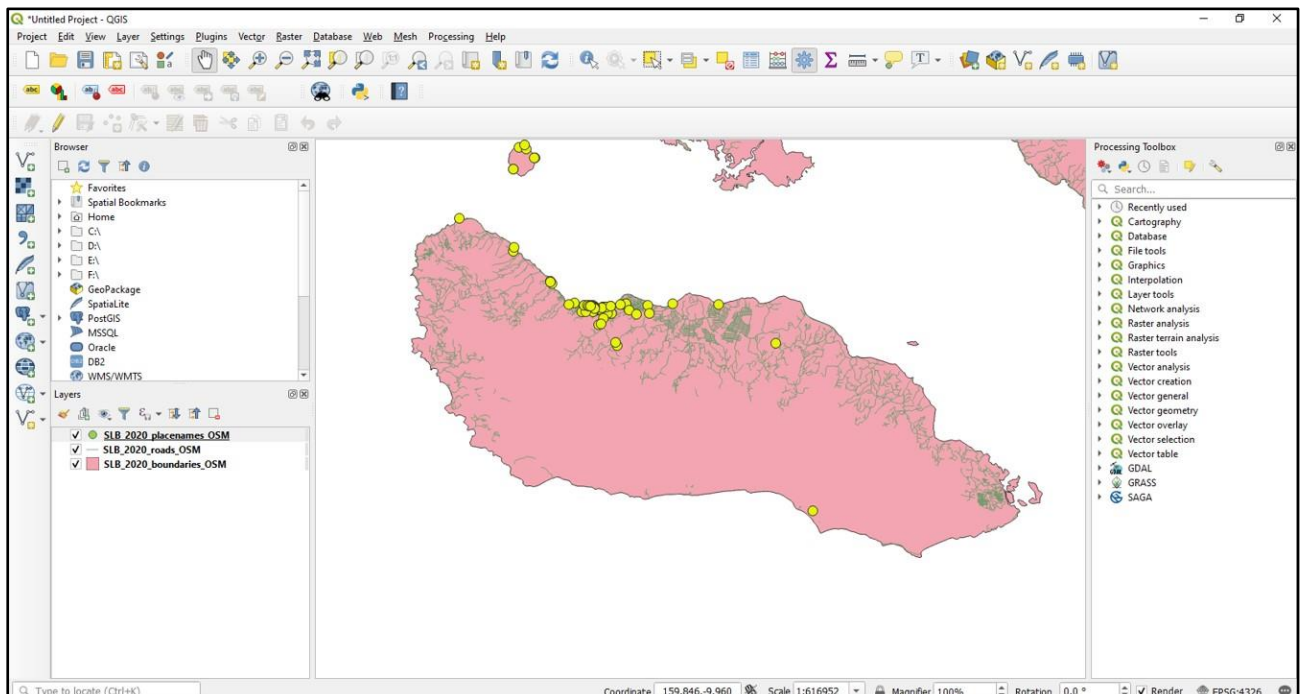 *Untitled Project - QGIS
Project Edit View Layer Settings Plugins Vector Raster Database Web Mesh Processing Help
Browser
Favorites
Spatial Bookmarks
Home
C:\
D:\
E:\
F:\
GeoPackage
SpatiaLite
PostGIS
MSSQL
Oracle
DB2
WMS/WMTS
Layers
SLB_2020_placenames_OSM
SLB_2020_roads_OSM
SLB_2020_boundaries_OSM
Processing Toolbox
Search...
Recently used
Cartography
Database
File tools
Graphics
Interpolation
Layer tools
Network analysis
Raster analysis
Raster terrain analysis
Raster tools
Vector analysis
Vector creation
Vector general
Vector geometry
Vector overlay
Vector selection
Vector table
GDAL
GRASS
SAGA
Type to locate (Ctrl+K)
Coordinate 159.846,-9.960 Scale 1:616952 Magnifier 100% Rotation 0.0 ° Render EPSG:4326